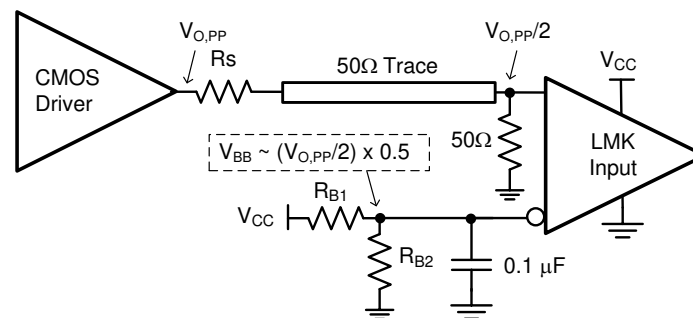 V_O,PP
Rs
50Ω Trace
V_O,PP/2
V_CC
CMOS
Driver
50Ω
LMK
Input
V_BB ~ (V_O,PP/2) x 0.5
R_B1
V_CC
R_B2
0.1 μF